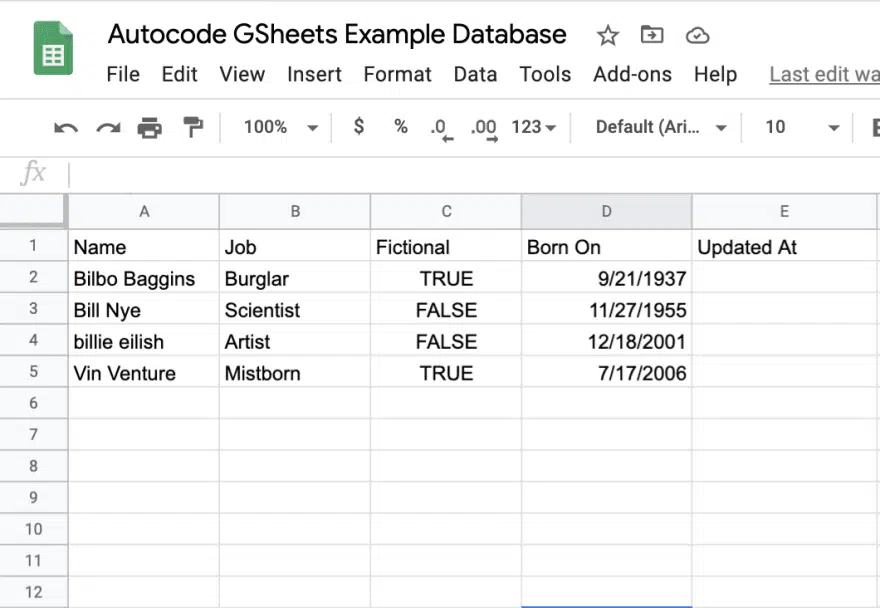 Autocode GSheets Example Database
File Edit View Insert Format Data Tools Add-ons Help Last edit wa
100% $ % .0 .00 123 Default (Ari... 10 B
fx
A B C D E
1 Name Job Fictional Born On Updated At
2 Bilbo Baggins Burglar TRUE 9/21/1937
3 Bill Nye Scientist FALSE 11/27/1955
4 billie eilish Artist FALSE 12/18/2001
5 Vin Venture Mistborn TRUE 7/17/2006
6
7
8
9
10
11
12